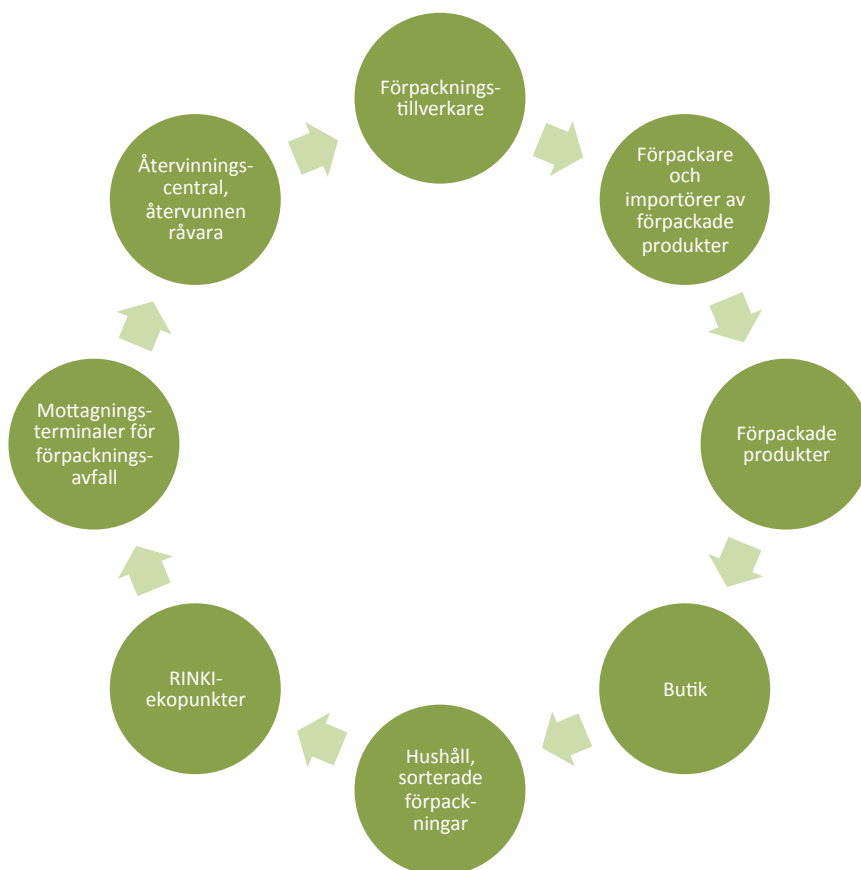 Förpacknings-
tillverkare
Förpackare
och
importörer av
förpackade
produkter
Förpackade
produkter
Butik
Hushåll,
sorterade
förpack-
ningar
RINKI-
ekopunkter
Mottagnings-
terminaler för
förpacknings-
avfall
Återvinnings-
central,
återvunnen
råvara